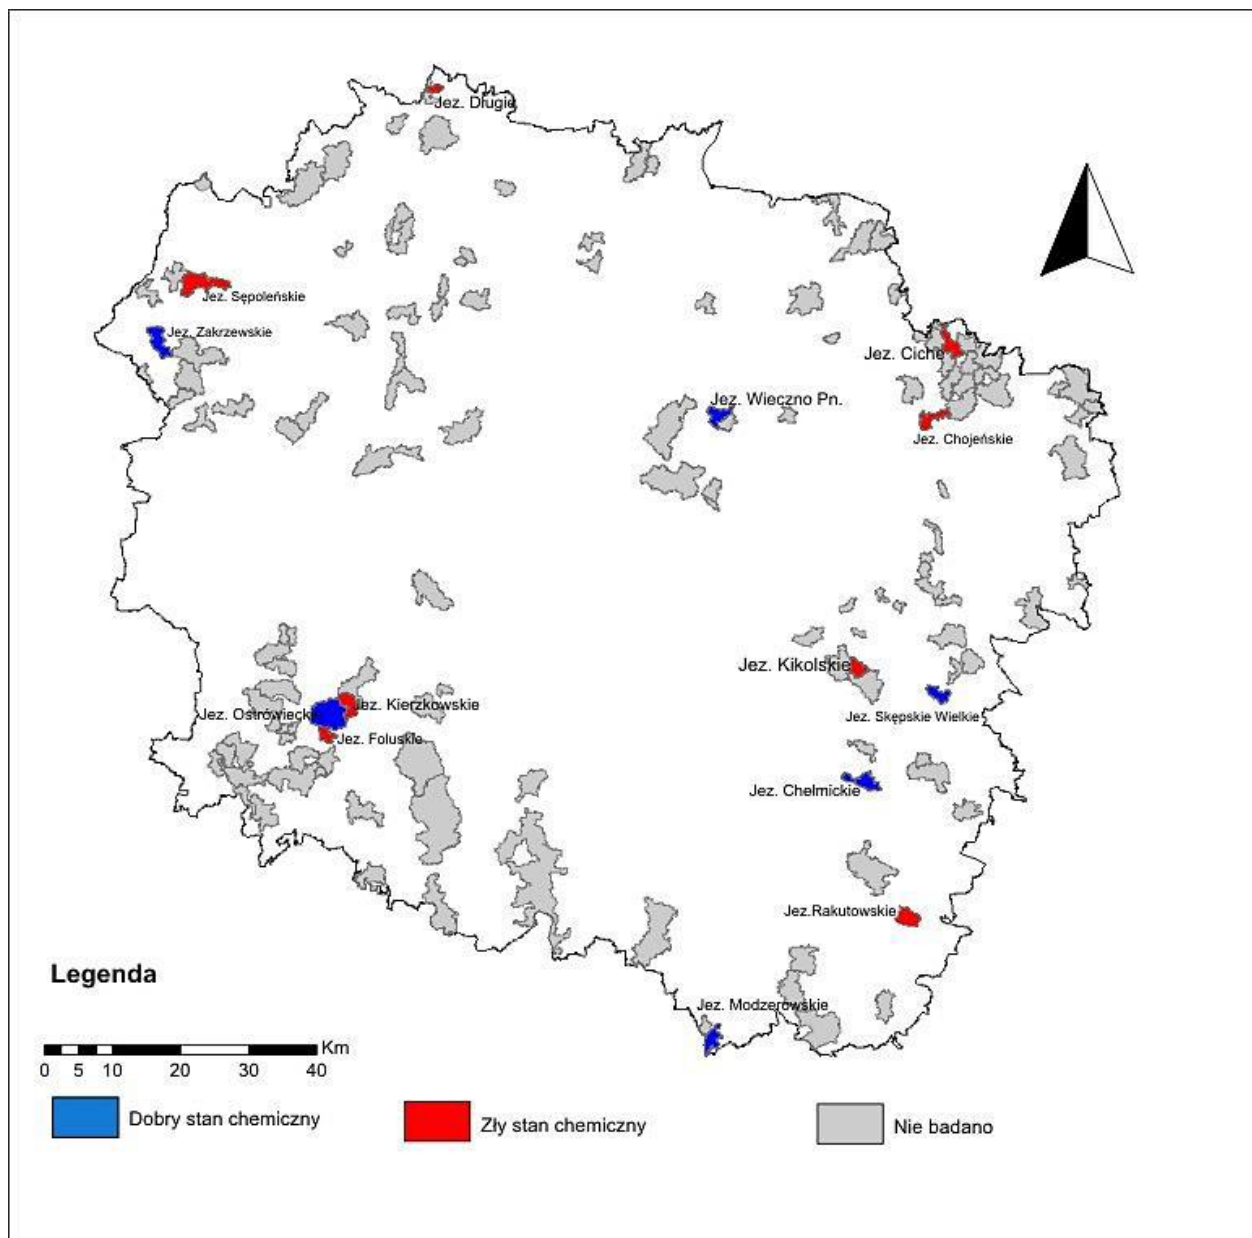 Jez. Długie
Jez. Sępoleńskie
Jez. Zakrzewskie
Jez. Ciche
Jez. Wieczno Pn.
Jez. Chojeńskie
Jez. Kikolskie
Jez. Kierzkowskie
Jez. Ostrówieckie
Jez. Skępskie Wielkie
Jez. Foluskie
Jez. Chełmickie
Jez.Rakutowskie
Legenda
Jez. Modzerowskie
Km
0 5 10 20 30 40
Dobry stan chemiczny
Zły stan chemiczny
Nie badano